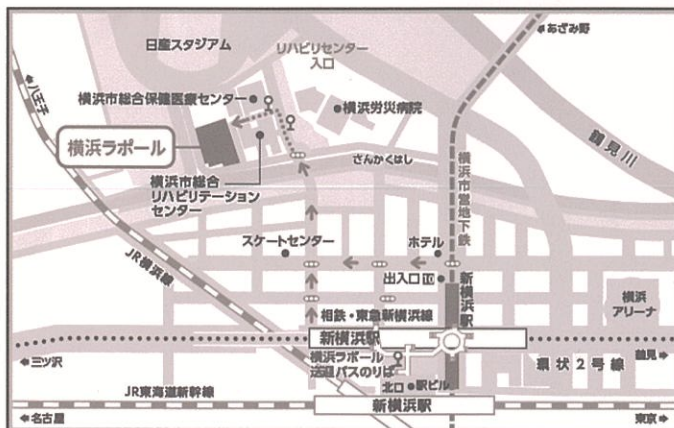 日産スタジアム
リハビリセンター
入口
あざみ野
八王子
横浜市総合保健医療センター
横浜労災病院
鶴見川
横浜ラポール
さんかくはし
横浜市総合
リハビリテーション
センター
横浜市営地下鉄
JR横浜線
スケートセンター
ホテル
出入口10
新横浜駅
横浜
アリーナ
相鉄・東急新横浜線
新横浜駅
三ツ沢
横浜ラポール
送迎バスのりば
環状2号線
鶴見
北口
駅ビル
JR東海道新幹線
新横浜駅
名古屋
東京